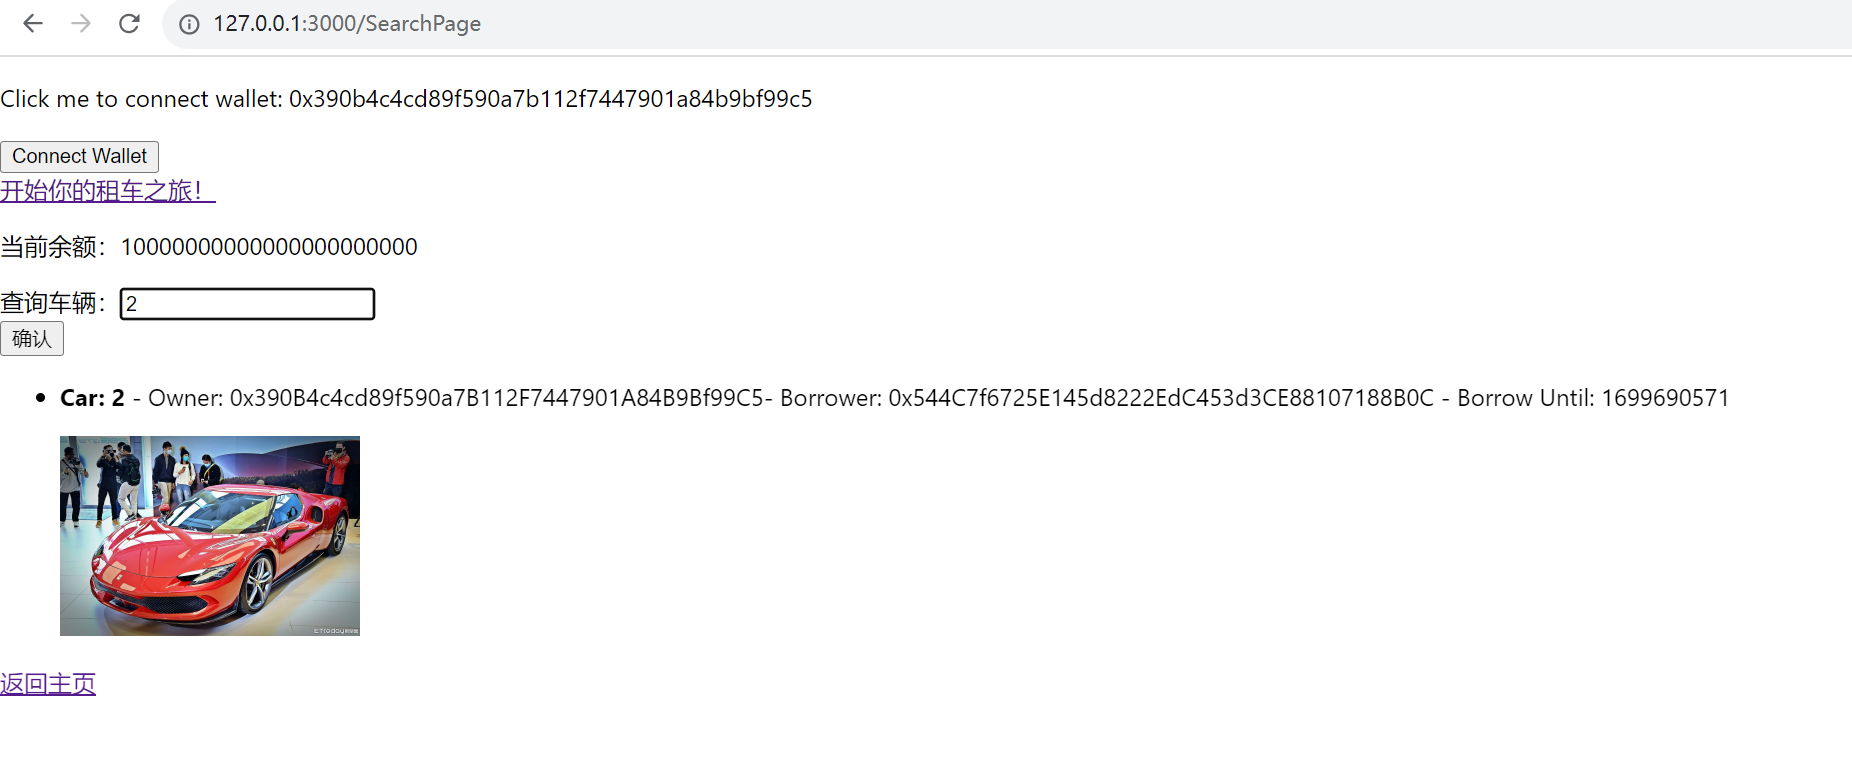 127.0.0.1:3000/SearchPage
Click me to connect wallet: 0x390b4c4cd89f590a7b112f7447901a84b9bf99c5
Connect Wallet
开始你的租车之旅！
当前余额：1000000000000000000000
查询车辆：2
确认
Car: 2 - Owner: 0x390B4c4cd89f590a7B112F7447901A84B9Bf99C5- Borrower: 0x544C7f6725E145d8222EdC453d3CE88107188B0C - Borrow Until: 1699690571
返回主页